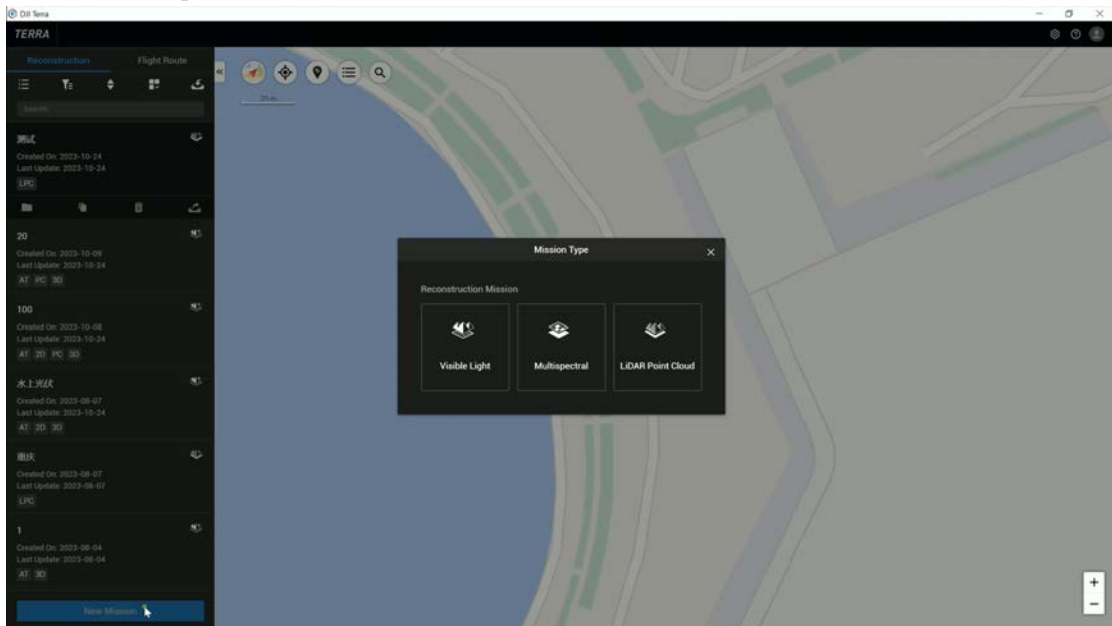 DJI Terra
TERRA
Reconstruction
Flight Route
Search
20 m
测试
Created On: 2023-10-24
Last Update: 2023-10-24
LPC
20
Created On: 2023-10-09
Last Update: 2023-10-24
AT PC 3D
100
Created On: 2023-10-08
Last Update: 2023-10-24
AT 2D PC 3D
水上光伏
Created On: 2023-08-07
Last Update: 2023-10-24
AT 2D 3D
重庆
Created On: 2023-08-07
Last Update: 2023-08-07
LPC
1
Created On: 2023-08-04
Last Update: 2023-08-04
AT 3D
New Mission
Mission Type
Reconstruction Mission
Visible Light
Multispectral
LiDAR Point Cloud